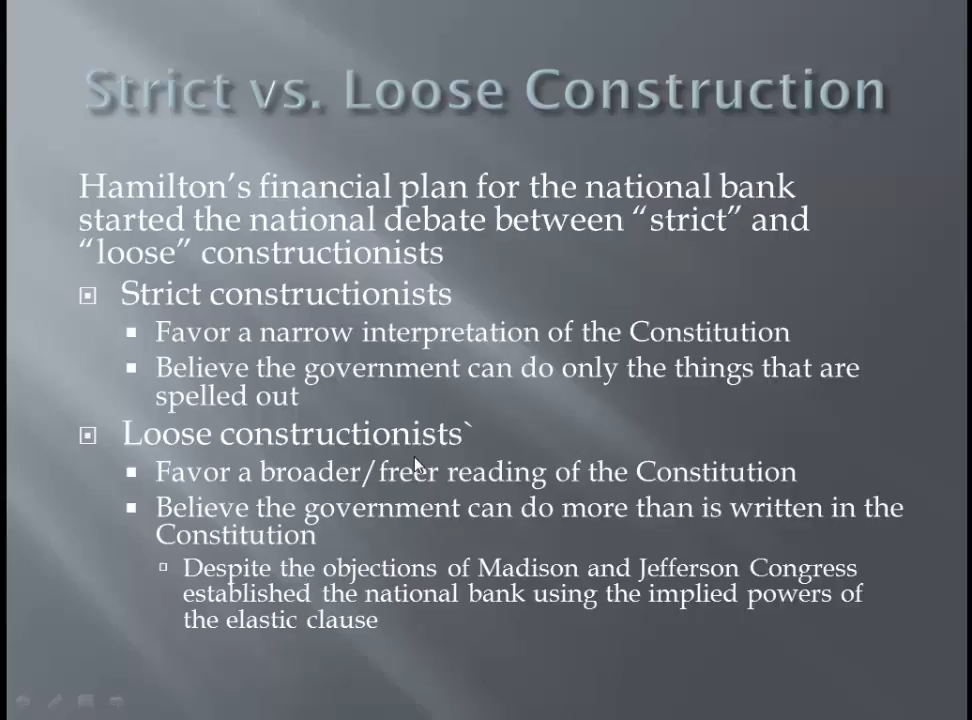 Strict vs. Loose Construction
Hamilton’s financial plan for the national bank
started the national debate between “strict” and
“loose” constructionists
Strict constructionists
Favor a narrow interpretation of the Constitution
Believe the government can do only the things that are
spelled out
Loose constructionists`
Favor a broader/freer reading of the Constitution
Believe the government can do more than is written in the
Constitution
Despite the objections of Madison and Jefferson Congress
established the national bank using the implied powers of
the elastic clause